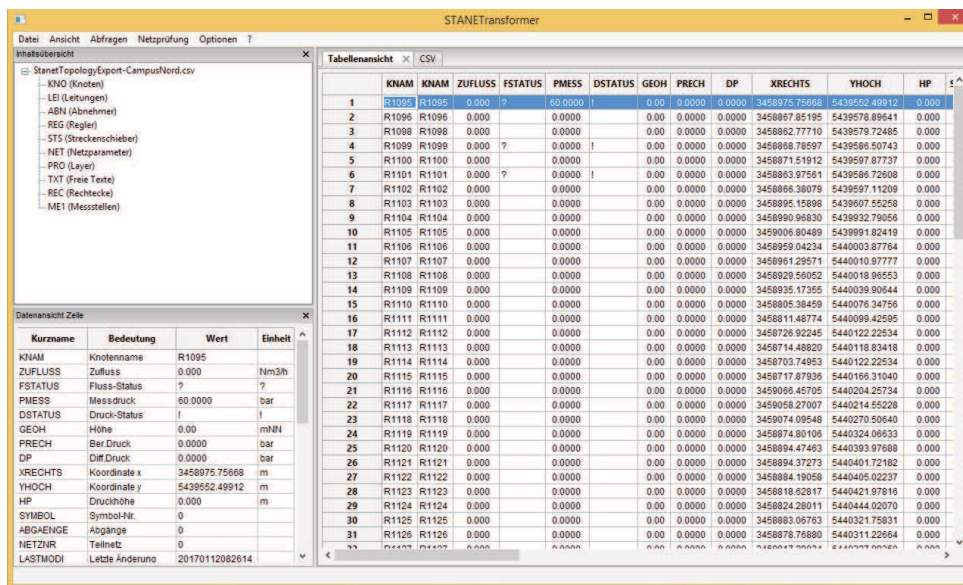 STANETransformer
Datei Ansicht Abfragen Netzprüfung Optionen ?
Inhaltsübersicht
StanetTopologyExport-CampusNord.csv
KNO (Knoten)
LEI (Leitungen)
ABN (Abnehmer)
REG (Regler)
STS (Streckenschieber)
NET (Netzparameter)
PRO (Layer)
TXT (Freie Texte)
REC (Rechtecke)
ME1 (Messstellen)
Datenansicht Zeile
Kurzname Bedeutung Wert Einheit
KNAM Knotenname R1095
ZUFLUSS Zufluss 0.000 Nm3/h
FSTATUS Fluss-Status ? ?
PMESS Messdruck 60.0000 bar
DSTATUS Druck-Status ! !
GEOH Höhe 0.00 mNN
PRECH Ber.Druck 0.0000 bar
DP Diff.Druck 0.0000 bar
XRECHTS Koordinate x 3458975.75668 m
YHOCH Koordinate y 5439552.49912 m
HP Druckhöhe 0.000 m
SYMBOL Symbol-Nr. 0
ABGAENGE Abgänge 0
NETZNR Teilnetz 0
LASTMODI Letzte Änderung 20170112082614
Tabellenansicht CSV
KNAM KNAM ZUFLUSS FSTATUS PMESS DSTATUS GEOH PRECH DP XRECHTS YHOCH HP
1 R1095 R1095 0.000 ? 60.0000 ! 0.00 0.0000 0.0000 3458975.75668 5439552.49912 0.000
2 R1096 R1096 0.000 0.0000 0.00 0.0000 0.0000 3458867.85195 5439578.89641 0.000
3 R1098 R1098 0.000 0.0000 0.00 0.0000 0.0000 3458862.77710 5439579.72485 0.000
4 R1099 R1099 0.000 ? 0.0000 ! 0.00 0.0000 0.0000 3458868.78597 5439586.50743 0.000
5 R1100 R1100 0.000 0.0000 0.00 0.0000 0.0000 3458871.51912 5439597.87737 0.000
6 R1101 R1101 0.000 ? 0.0000 ! 0.00 0.0000 0.0000 3458863.97561 5439586.72608 0.000
7 R1102 R1102 0.000 0.0000 0.00 0.0000 0.0000 3458866.38079 5439597.11209 0.000
8 R1103 R1103 0.000 0.0000 0.00 0.0000 0.0000 3458895.15898 5439607.55258 0.000
9 R1104 R1104 0.000 0.0000 0.00 0.0000 0.0000 3458990.96830 5439932.79056 0.000
10 R1105 R1105 0.000 0.0000 0.00 0.0000 0.0000 3459006.80489 5439991.82419 0.000
11 R1106 R1106 0.000 0.0000 0.00 0.0000 0.0000 3458959.04234 5440003.87764 0.000
12 R1107 R1107 0.000 0.0000 0.00 0.0000 0.0000 3458961.29571 5440010.97777 0.000
13 R1108 R1108 0.000 0.0000 0.00 0.0000 0.0000 3458929.56052 5440018.96553 0.000
14 R1109 R1109 0.000 0.0000 0.00 0.0000 0.0000 3458935.17355 5440039.90644 0.000
15 R1110 R1110 0.000 0.0000 0.00 0.0000 0.0000 3458805.38459 5440076.34756 0.000
16 R1111 R1111 0.000 0.0000 0.00 0.0000 0.0000 3458811.48774 5440099.42595 0.000
17 R1112 R1112 0.000 0.0000 0.00 0.0000 0.0000 3458726.92245 5440122.22534 0.000
18 R1113 R1113 0.000 0.0000 0.00 0.0000 0.0000 3458714.48820 5440118.83418 0.000
19 R1114 R1114 0.000 0.0000 0.00 0.0000 0.0000 3458703.74953 5440122.22534 0.000
20 R1115 R1115 0.000 0.0000 0.00 0.0000 0.0000 3458717.87936 5440166.31040 0.000
21 R1116 R1116 0.000 0.0000 0.00 0.0000 0.0000 3459066.45705 5440204.25734 0.000
22 R1117 R1117 0.000 0.0000 0.00 0.0000 0.0000 3459058.27007 5440214.55228 0.000
23 R1118 R1118 0.000 0.0000 0.00 0.0000 0.0000 3459074.09548 5440270.50640 0.000
24 R1119 R1119 0.000 0.0000 0.00 0.0000 0.0000 3458874.80106 5440324.06633 0.000
25 R1120 R1120 0.000 0.0000 0.00 0.0000 0.0000 3458894.47463 5440393.97688 0.000
26 R1121 R1121 0.000 0.0000 0.00 0.0000 0.0000 3458894.37273 5440401.72182 0.000
27 R1122 R1122 0.000 0.0000 0.00 0.0000 0.0000 3458884.19058 5440405.02237 0.000
28 R1123 R1123 0.000 0.0000 0.00 0.0000 0.0000 3458818.62817 5440421.97816 0.000
29 R1124 R1124 0.000 0.0000 0.00 0.0000 0.0000 3458824.28011 5440444.02070 0.000
30 R1125 R1125 0.000 0.0000 0.00 0.0000 0.0000 3458883.06763 5440321.75831 0.000
31 R1126 R1126 0.000 0.0000 0.00 0.0000 0.0000 3458878.76880 5440311.22664 0.000